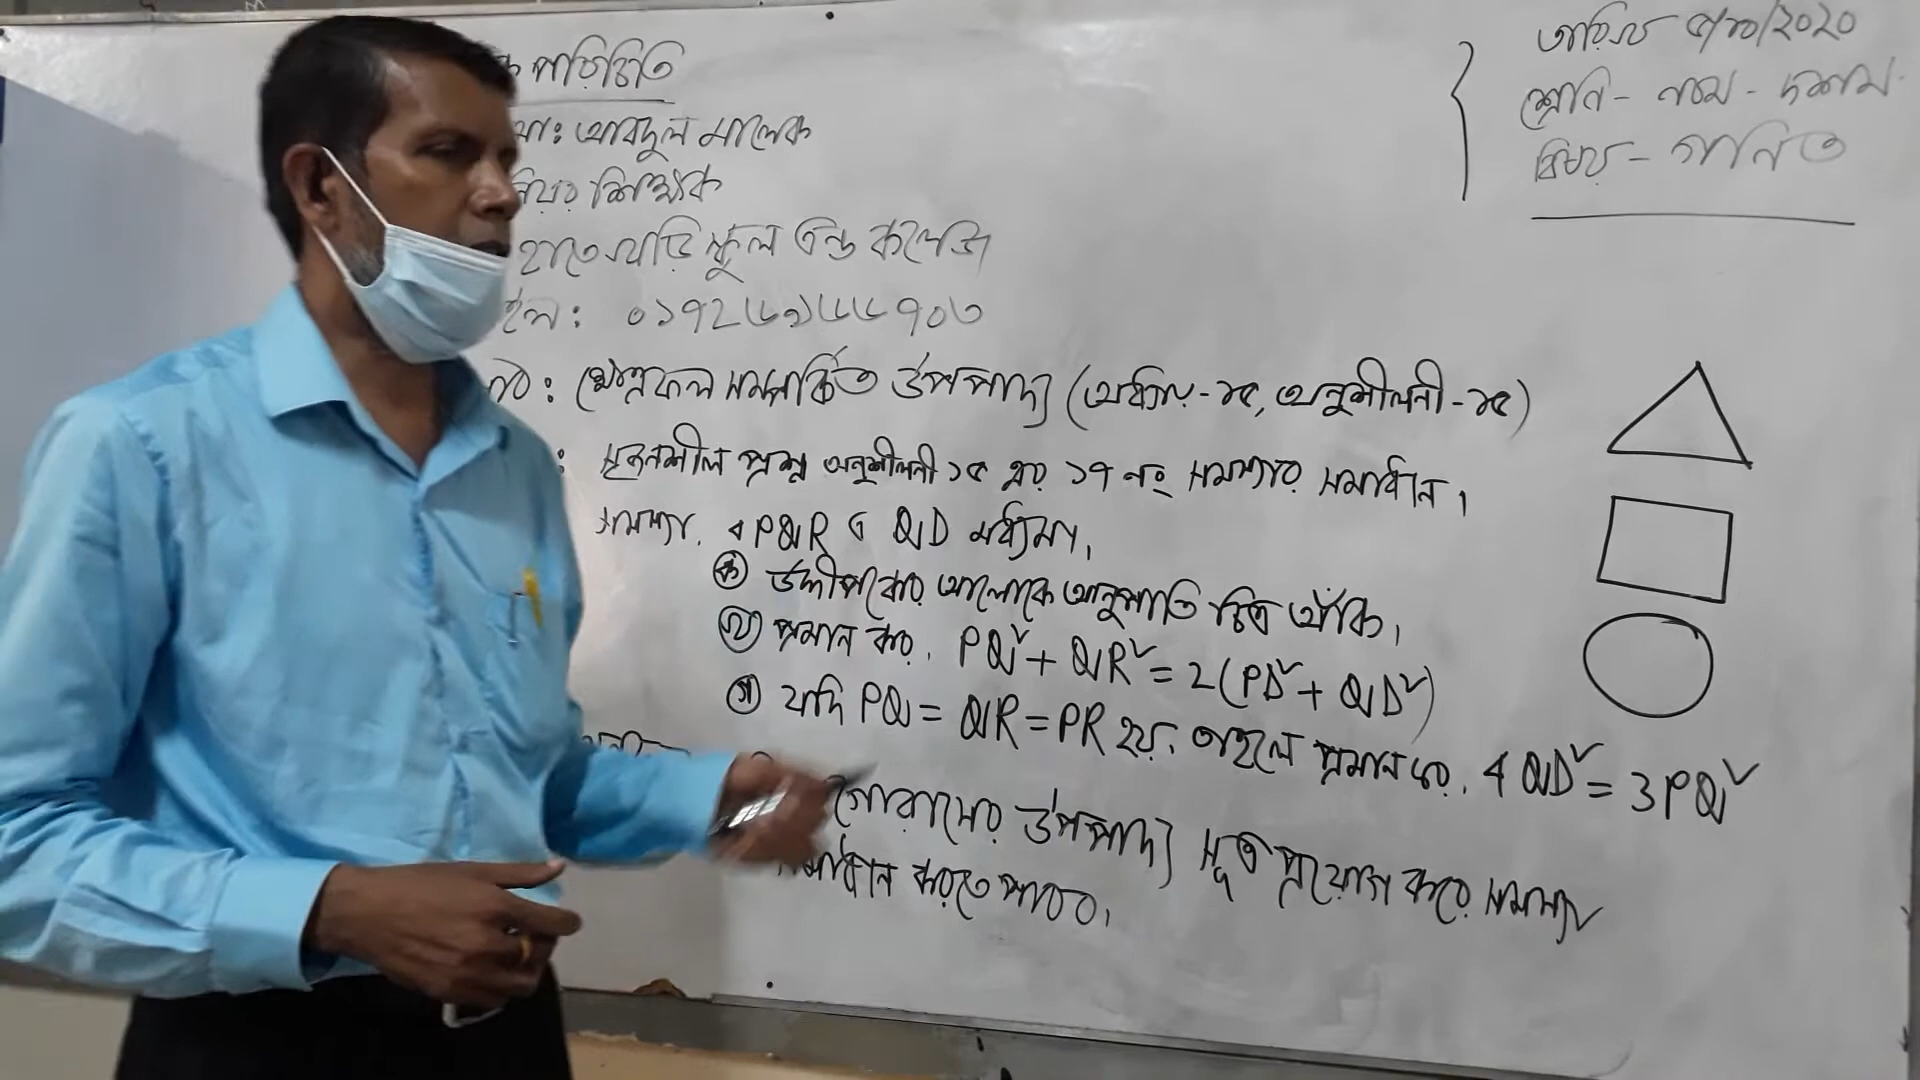 পরিচিতি
মোঃ আবদুল মালেক
শিক্ষক
হাতেখড়ি স্কুল এন্ড কলেজ
তারিখ ৫/১০/২০২০
শ্রেনি - নবম - দশম
বিষয় - গানিত
ক্ষেত্রফল সম্পর্কিত উপপাদ্য (অধ্যায় - ১৫, অনুশীলনী - ১৫)
: সৃজনশীল প্রশ্ন অনুশীলনী ১৫ এর ১৭ নং সমস্যার সমাধান।
সমস্যা. PQR এ QD মধ্যমা।
ক উদ্দীপকের আলোকে আনুপাতি চিত্র আঁকি।
খ প্রমান কর. PQ² + QR² = 2(PD² + QD²)
গ যদি PQ = QR = PR হয়. তাহলে প্রমান কর. 4QD² = 3PQ²
উপপাদ্য সূত্র প্রয়োগ করে সমস্যা
সমাধান করতে পারব।